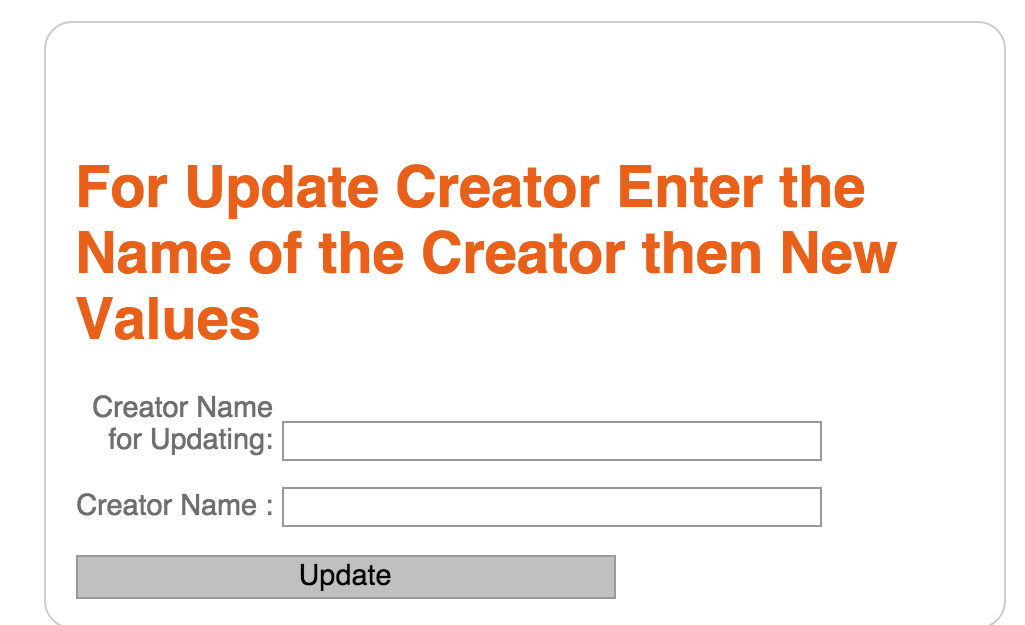 For Update Creator Enter the
Name of the Creator then New
Values
Creator Name
for Updating:
Creator Name :
Update